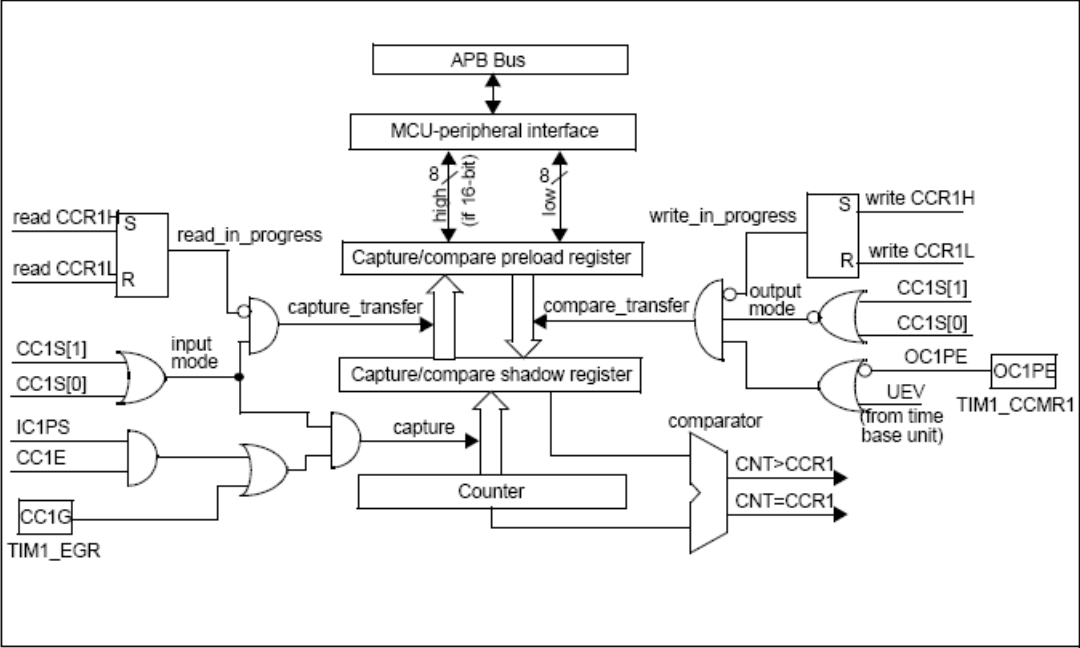 APB Bus
MCU-peripheral interface
8
high
(if 16-bit)
8
low
read CCR1H
S
read_in_progress
read CCR1L
R
write_in_progress
S
write CCR1H
R
write CCR1L
Capture/compare preload register
capture_transfer
compare_transfer
output
mode
CC1S[1]
CC1S[0]
CC1S[1]
CC1S[0]
input
mode
Capture/compare shadow register
OC1PE
OC1PE
UEV
TIM1_CCMR1
(from time
base unit)
IC1PS
CC1E
capture
comparator
CNT>CCR1
CNT=CCR1
Counter
CC1G
TIM1_EGR